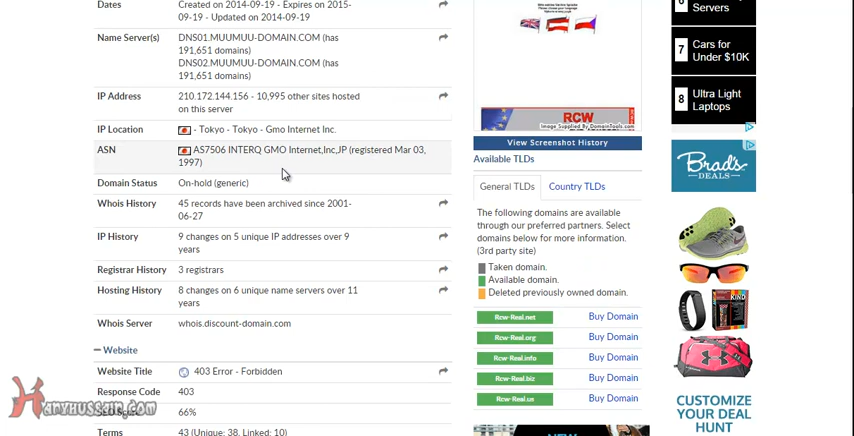 Dates
Created on 2014-09-19 - Expires on 2015-
09-19 - Updated on 2014-09-19
Name Server(s)
DNS01.MUUMUU-DOMAIN.COM (has
191,651 domains)
DNS02.MUUMUU-DOMAIN.COM (has
191,651 domains)
IP Address
210.172.144.156 - 10,995 other sites hosted
on this server
IP Location
- Tokyo - Tokyo - Gmo Internet Inc.
ASN
AS7506 INTERQ GMO Internet,Inc,JP (registered Mar 03,
1997)
Domain Status
On-hold (generic)
Whois History
45 records have been archived since 2001-
06-27
IP History
9 changes on 5 unique IP addresses over 9
years
Registrar History
3 registrars
Hosting History
8 changes on 6 unique name servers over 11
years
Whois Server
whois.discount-domain.com
Website
Website Title
403 Error - Forbidden
Response Code
403
SEO Score
66%
Terms
43 (Unique: 38, Linked: 10)
Haryhussain.com
RCW
Image Supplied By DomainTools.com
View Screenshot History
Available TLDs
General TLDs
Country TLDs
The following domains are available
through our preferred partners. Select
domains below for more information.
(3rd party site)
Taken domain.
Available domain.
Deleted previously owned domain.
Rcw-Real.net
Buy Domain
Rcw-Real.org
Buy Domain
Rcw-Real.info
Buy Domain
Rcw-Real.biz
Buy Domain
Rcw-Real.us
Buy Domain
NEW
Servers
7
Cars for
Under $10K
8
Ultra Light
Laptops
Brad's
DEALS
KIND
CUSTOMIZE
YOUR DEAL
HUNT